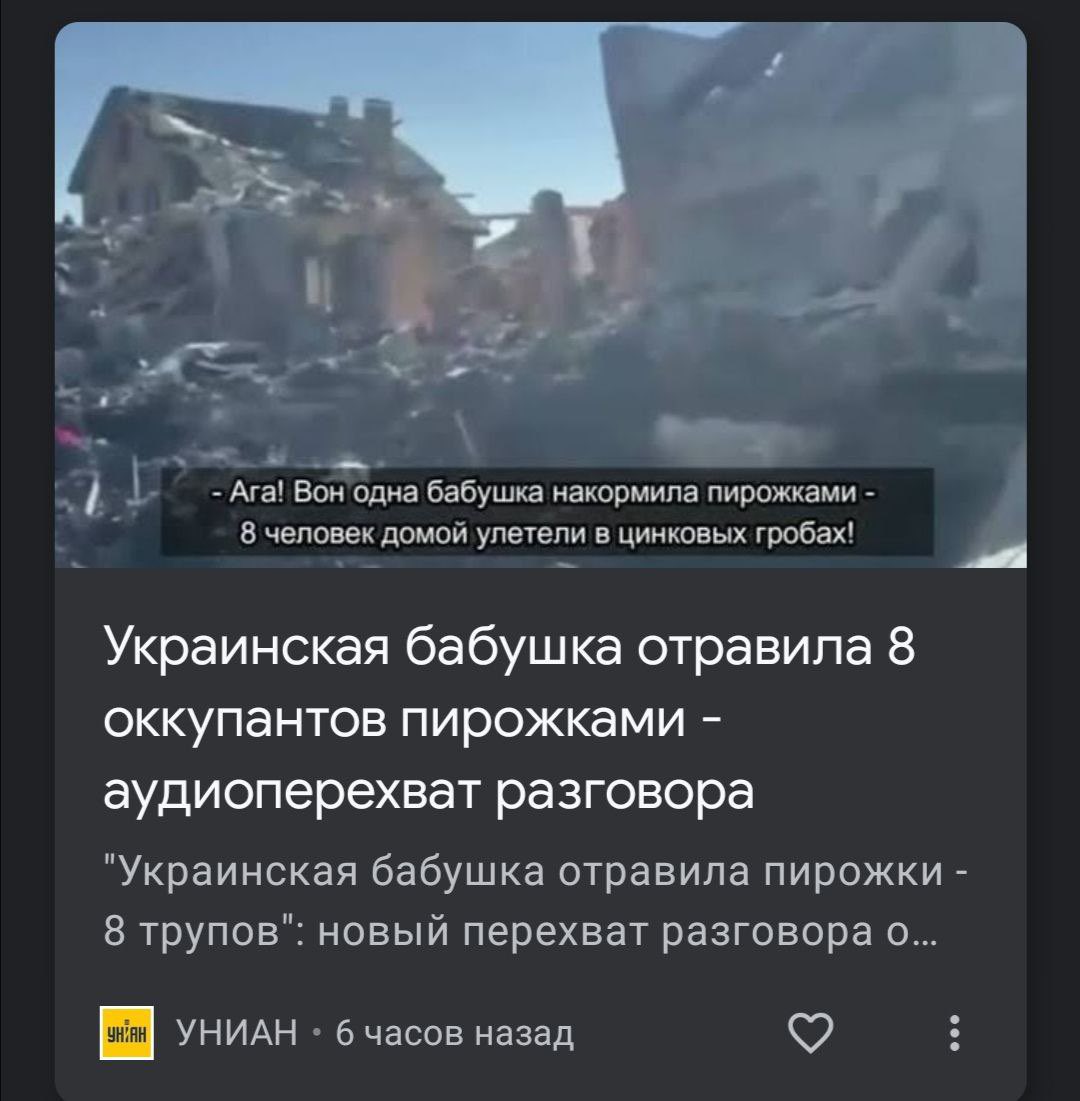 - Ага! Вон одна бабушка накормила пирожками -
8 человек домой улетели в цинковых гробах!
Украинская бабушка отравила 8
оккупантов пирожками -
аудиоперехват разговора
"Украинская бабушка отравила пирожки -
8 трупов": новый перехват разговора о...
УНІАН УНИАН • 6 часов назад